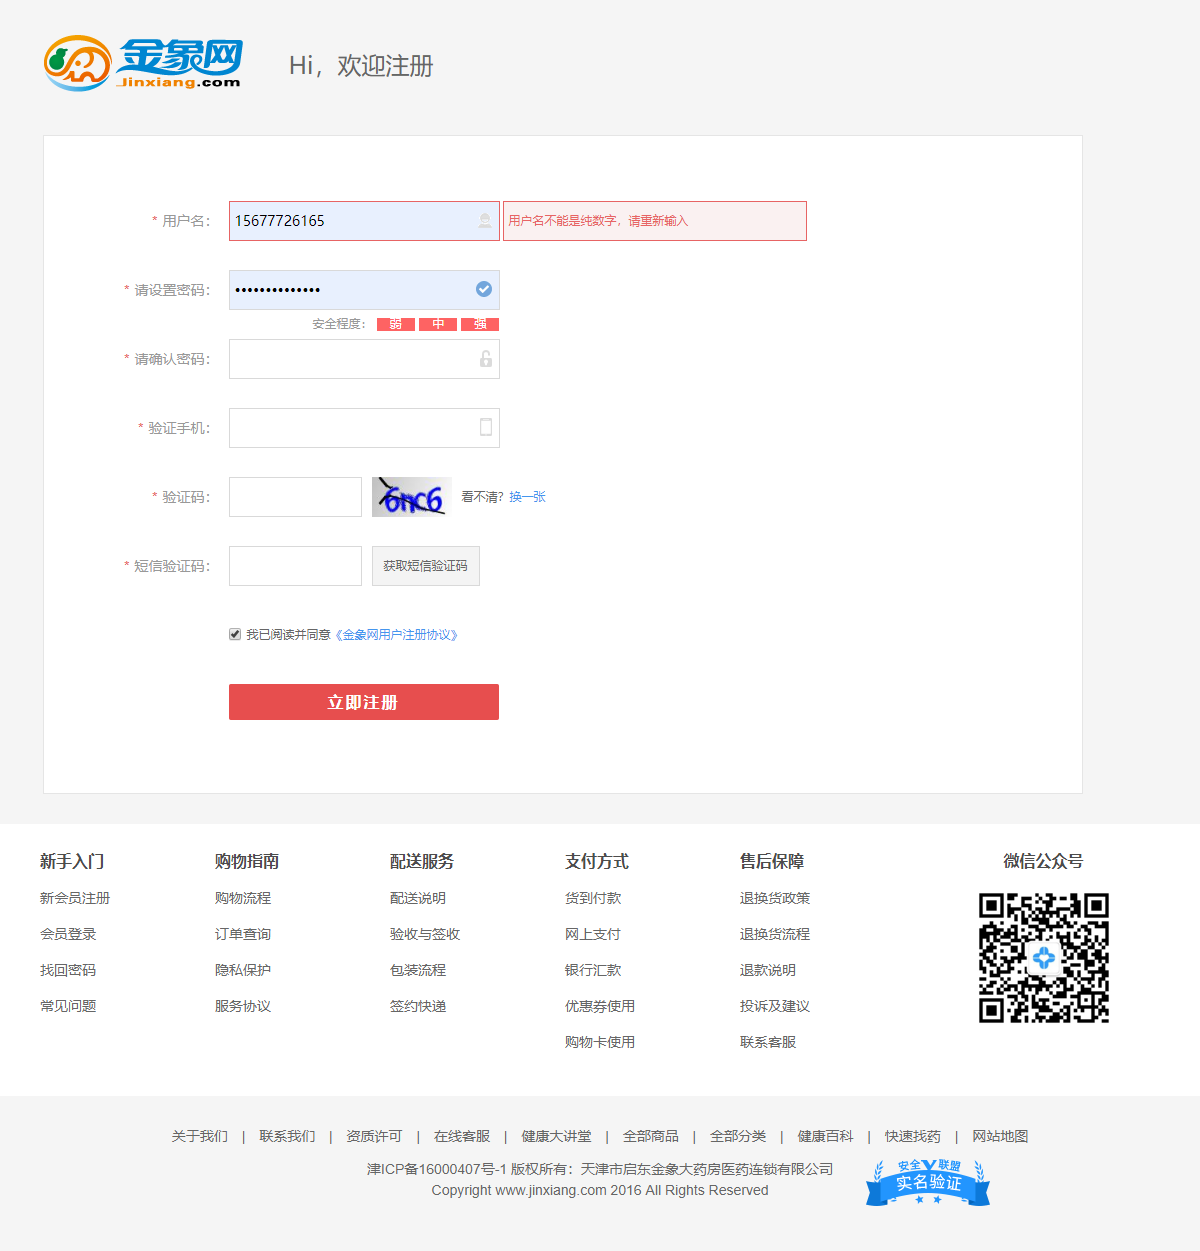 金象网
Jinxiang.com
Hi，欢迎注册
* 用户名：
15677726165
用户名不能是纯数字，请重新输入
* 请设置密码：
••••••••••••••
安全程度： 弱 中 强
* 请确认密码：
* 验证手机：
* 验证码：
6nc6
看不清？换一张
* 短信验证码：
获取短信验证码
我已阅读并同意《金象网用户注册协议》
立即注册
新手入门
新会员注册
会员登录
找回密码
常见问题
购物指南
购物流程
订单查询
隐私保护
服务协议
配送服务
配送说明
验收与签收
包装流程
签约快递
支付方式
货到付款
网上支付
银行汇款
优惠券使用
购物卡使用
售后保障
退换货政策
退换货流程
退款说明
投诉及建议
联系客服
微信公众号
关于我们 | 联系我们 | 资质许可 | 在线客服 | 健康大讲堂 | 全部商品 | 全部分类 | 健康百科 | 快速找药 | 网站地图
津ICP备16000407号-1 版权所有：天津市启东金象大药房医药连锁有限公司
Copyright www.jinxiang.com 2016 All Rights Reserved
安全联盟
实名验证